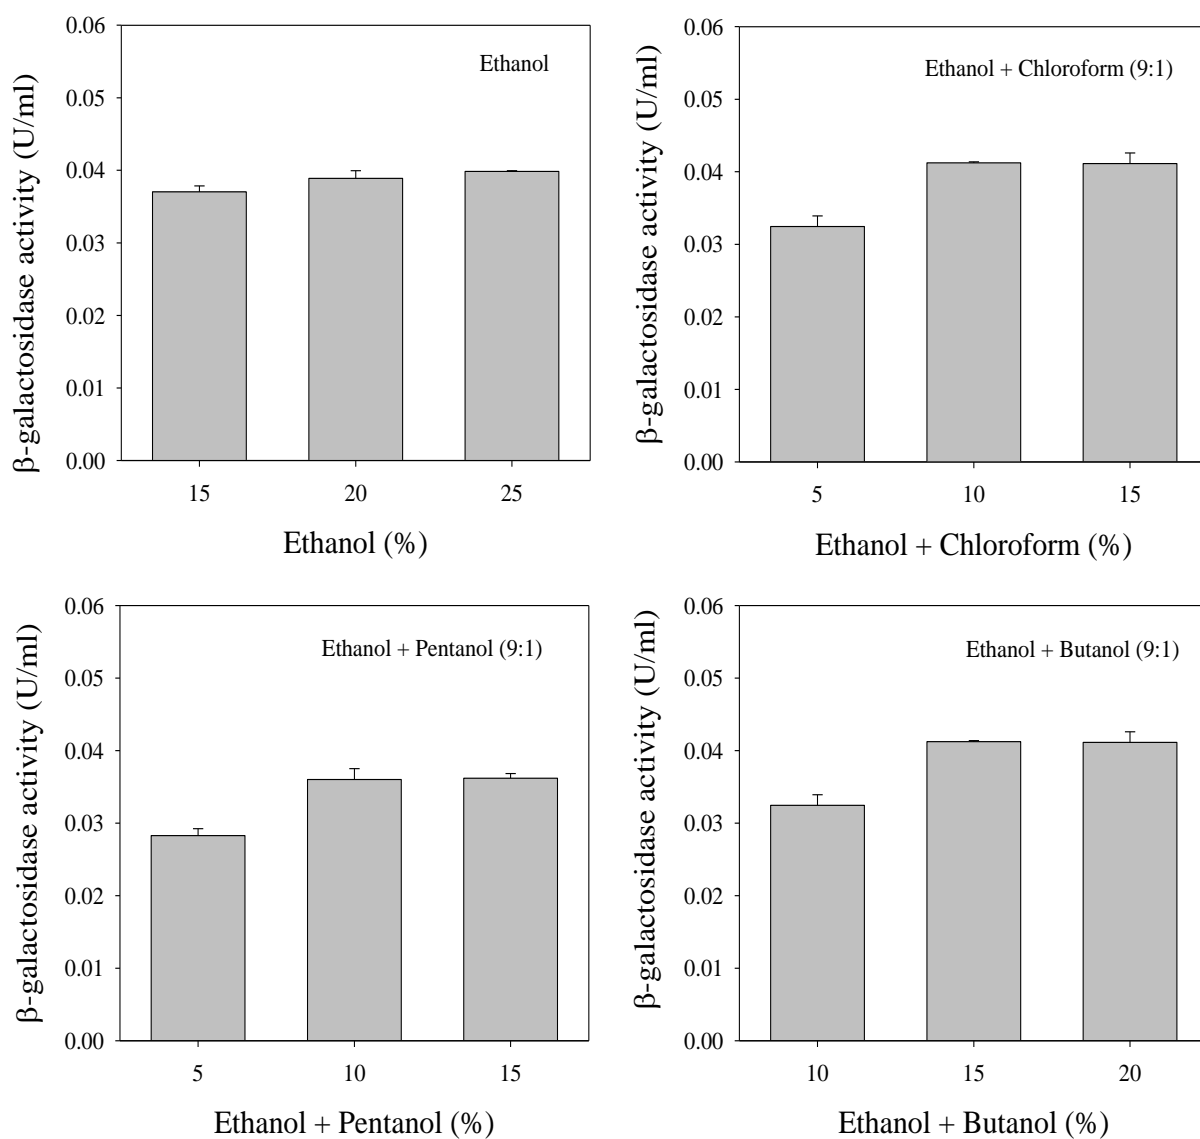 β-galactosidase activity (U/ml)
0.06
0.05
0.04
0.03
0.02
0.01
0.00
Ethanol
15 20 25
Ethanol (%)
β-galactosidase activity (U/ml)
0.06
0.05
0.04
0.03
0.02
0.01
0.00
Ethanol + Chloroform (9:1)
5 10 15
Ethanol + Chloroform (%)
β-galactosidase activity (U/ml)
0.06
0.05
0.04
0.03
0.02
0.01
0.00
Ethanol + Pentanol (9:1)
5 10 15
Ethanol + Pentanol (%)
β-galactosidase activity (U/ml)
0.06
0.05
0.04
0.03
0.02
0.01
0.00
Ethanol + Butanol (9:1)
10 15 20
Ethanol + Butanol (%)